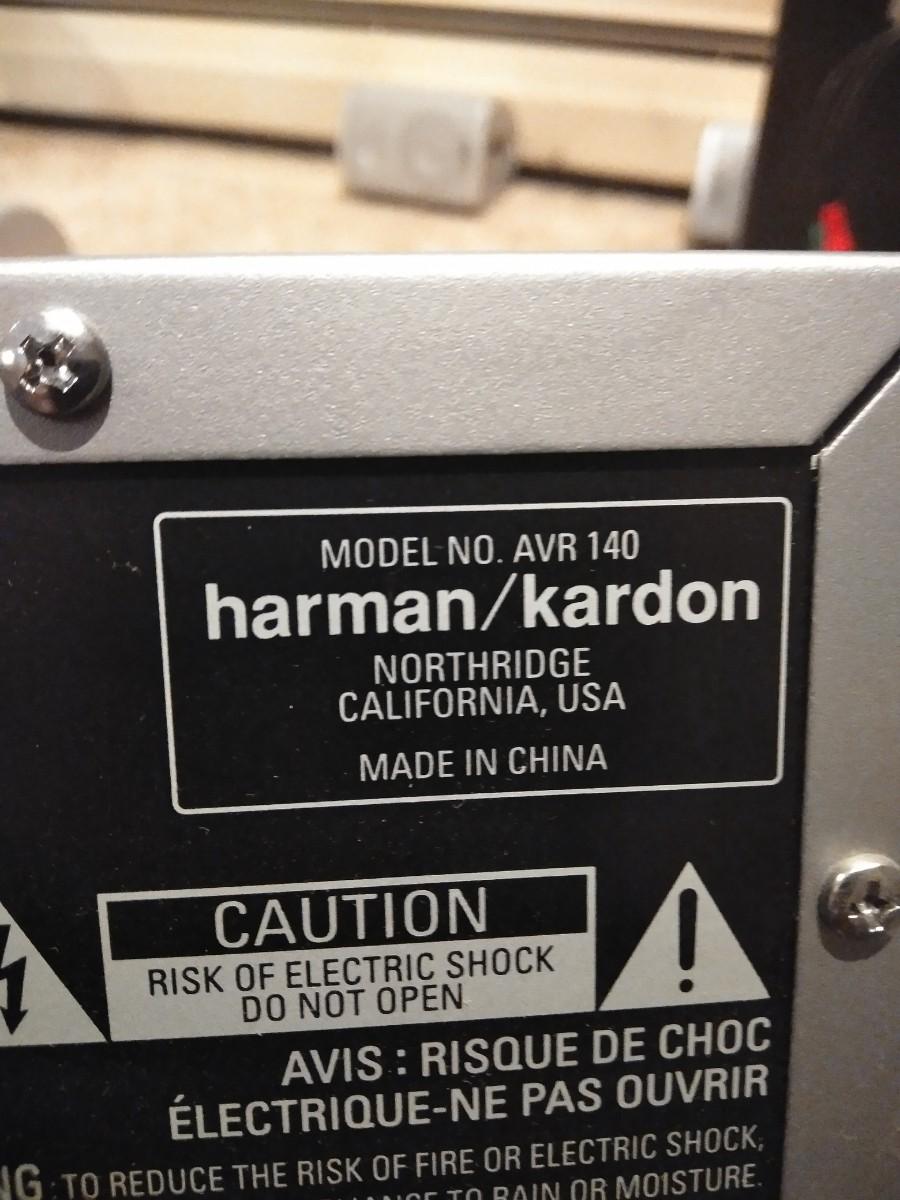 MODEL NO. AVR 140
harman/kardon
NORTHRIDGE
CALIFORNIA, USA
MADE IN CHINA
CAUTION
RISK OF ELECTRIC SHOCK
DO NOT OPEN
AVIS : RISQUE DE CHOC
ÉLECTRIQUE-NE PAS OUVRIR
NG : TO REDUCE THE RISK OF FIRE OR ELECTRIC SHOCK,
TO RAIN OR MOISTURE.